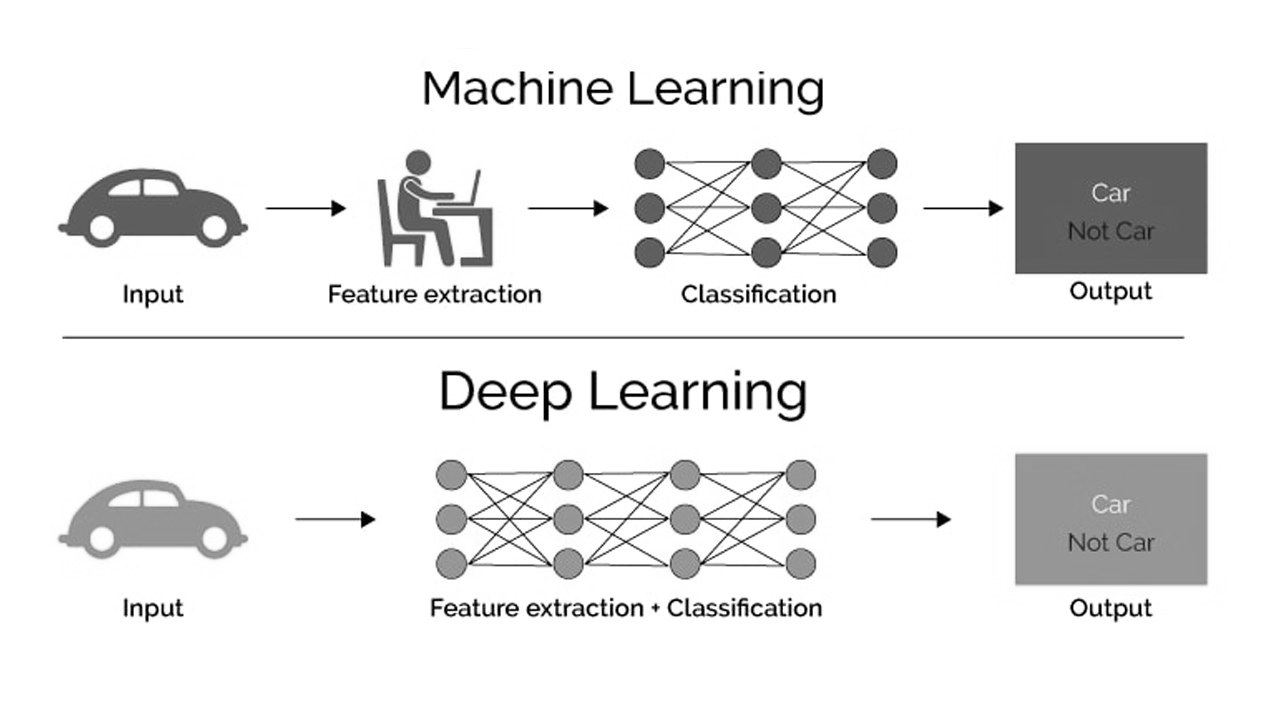 Machine Learning
Car
Not Car
Input
Feature extraction
Classification
Output
Deep Learning
Car
Not Car
Input
Feature extraction + Classification
Output